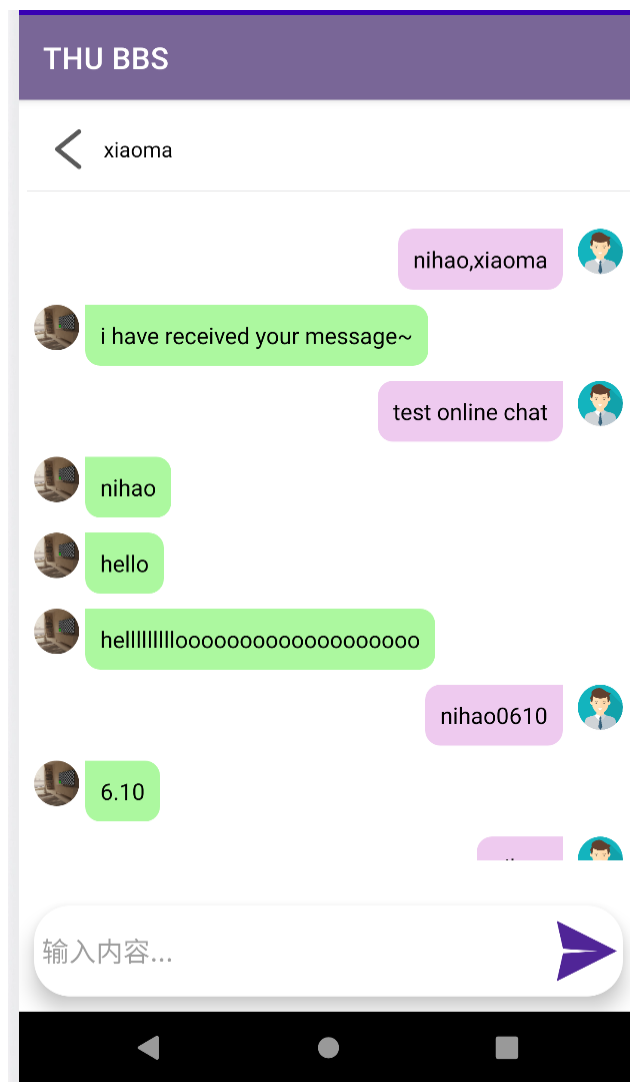 THU BBS
xiaoma
nihao,xiaoma
i have received your message~
test online chat
nihao
hello
hellllllllloooooooooooooooooooo
nihao0610
6.10
输入内容...